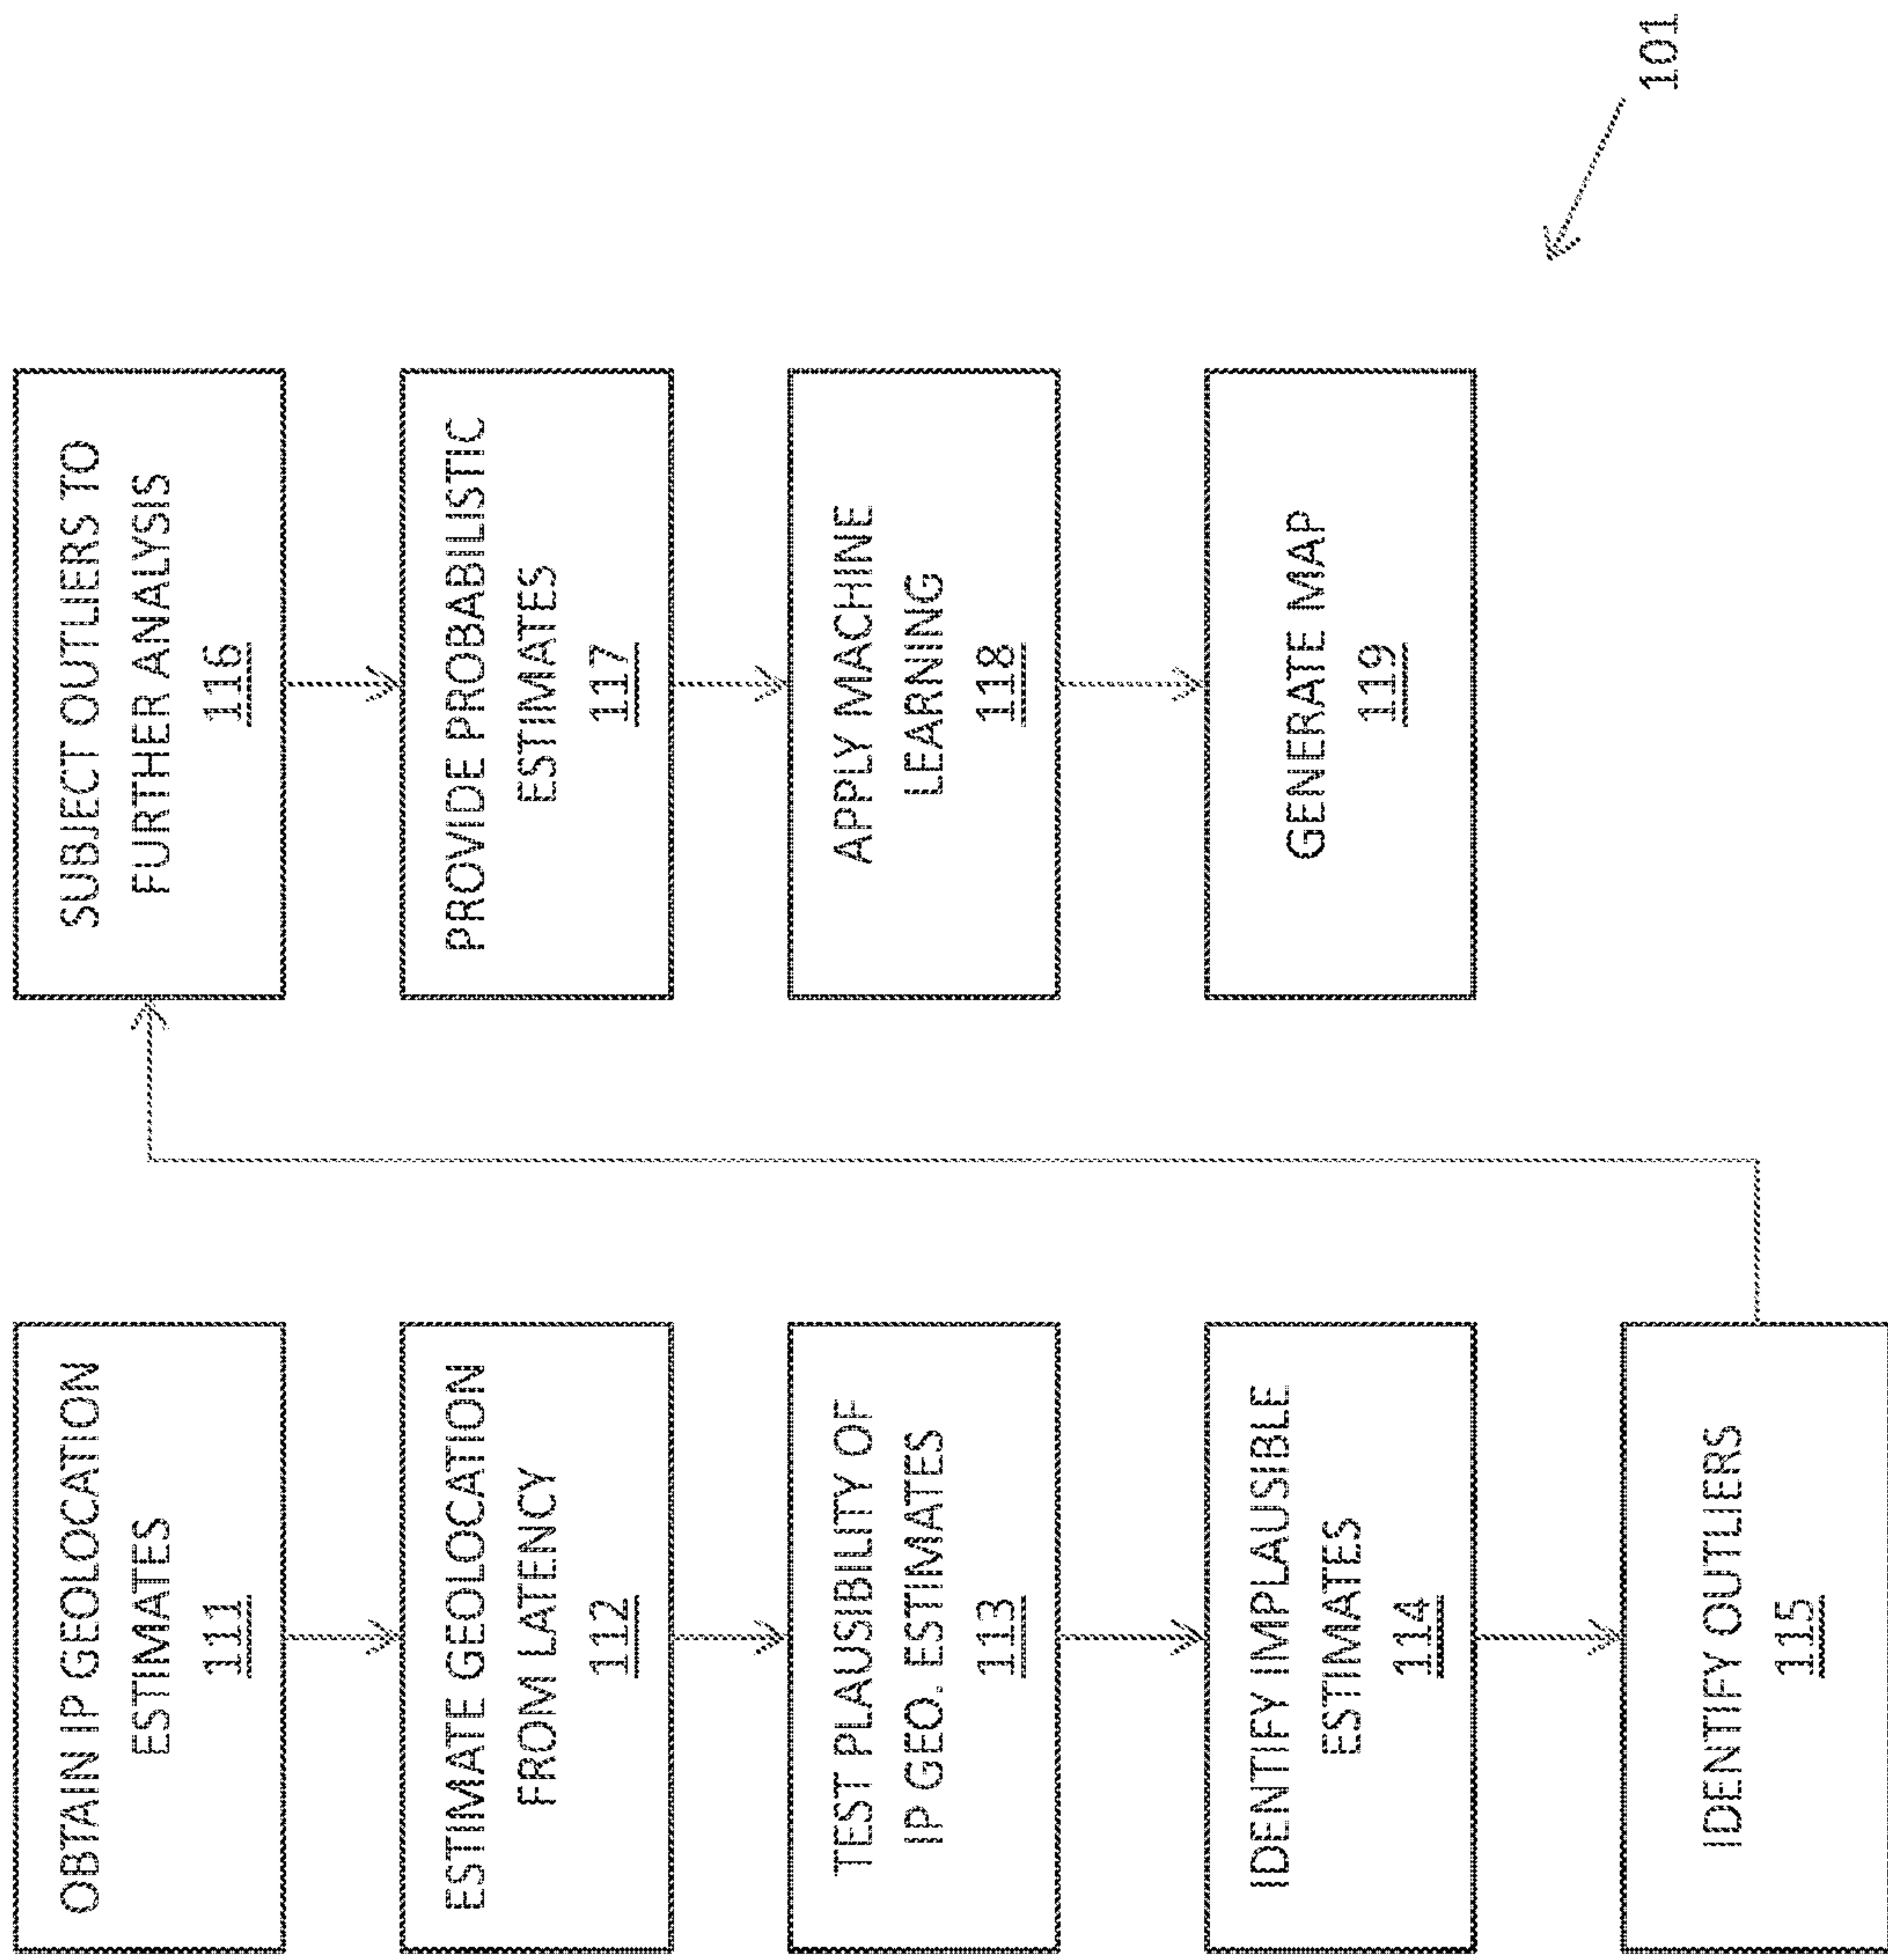 OBTAIN IP GEOLOCATION
ESTIMATES
111
ESTIMATE GEOLOCATION
FROM LATENCY
112
TEST PLAUSIBILITY OF
IP GEO. ESTIMATES
113
IDENTIFY IMPLAUSIBLE
ESTIMATES
114
IDENTIFY OUTLIERS
115
SUBJECT OUTLIERS TO
FURTHER ANALYSIS
116
PROVIDE PROBABILISTIC
ESTIMATES
117
APPLY MACHINE
LEARNING
118
GENERATE MAP
119
101